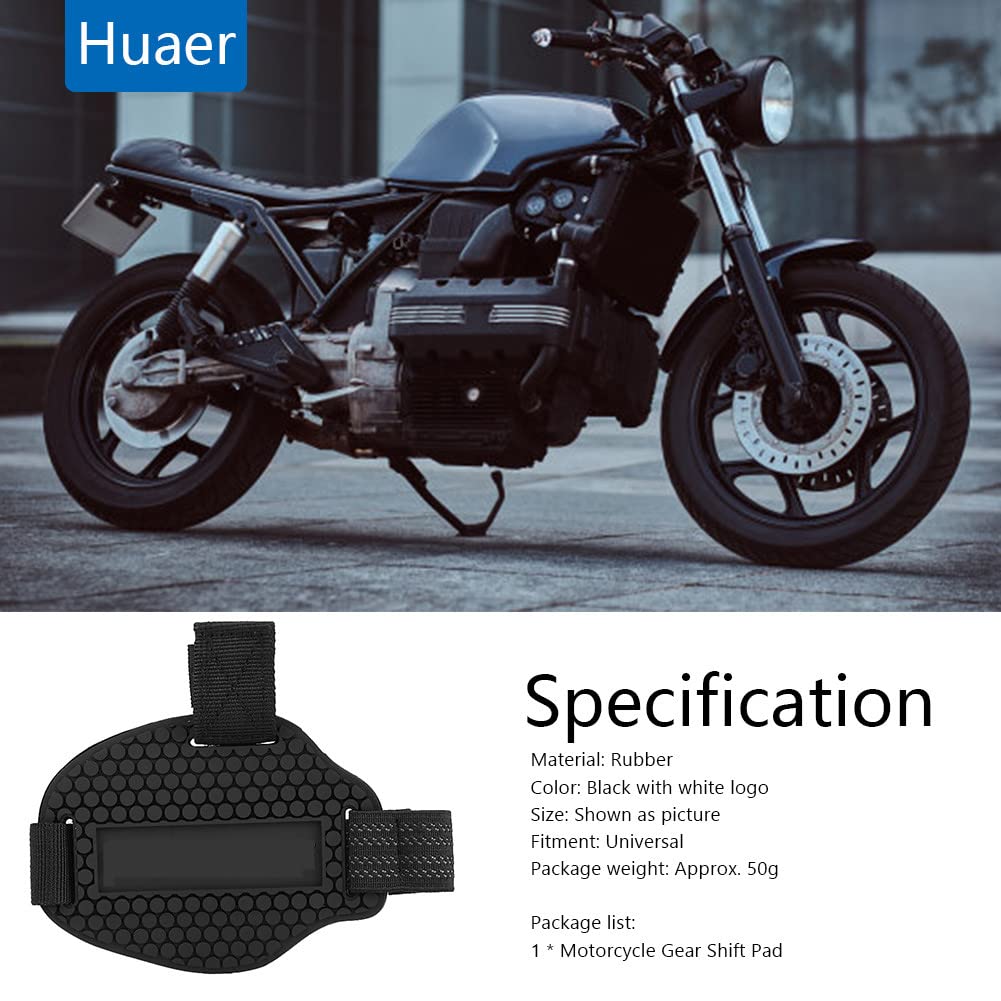 Huaer
Specification
Material: Rubber
Color: Black with white logo
Size: Shown as picture
Fitment: Universal
Package weight: Approx. 50g
Package list:
1 * Motorcycle Gear Shift Pad